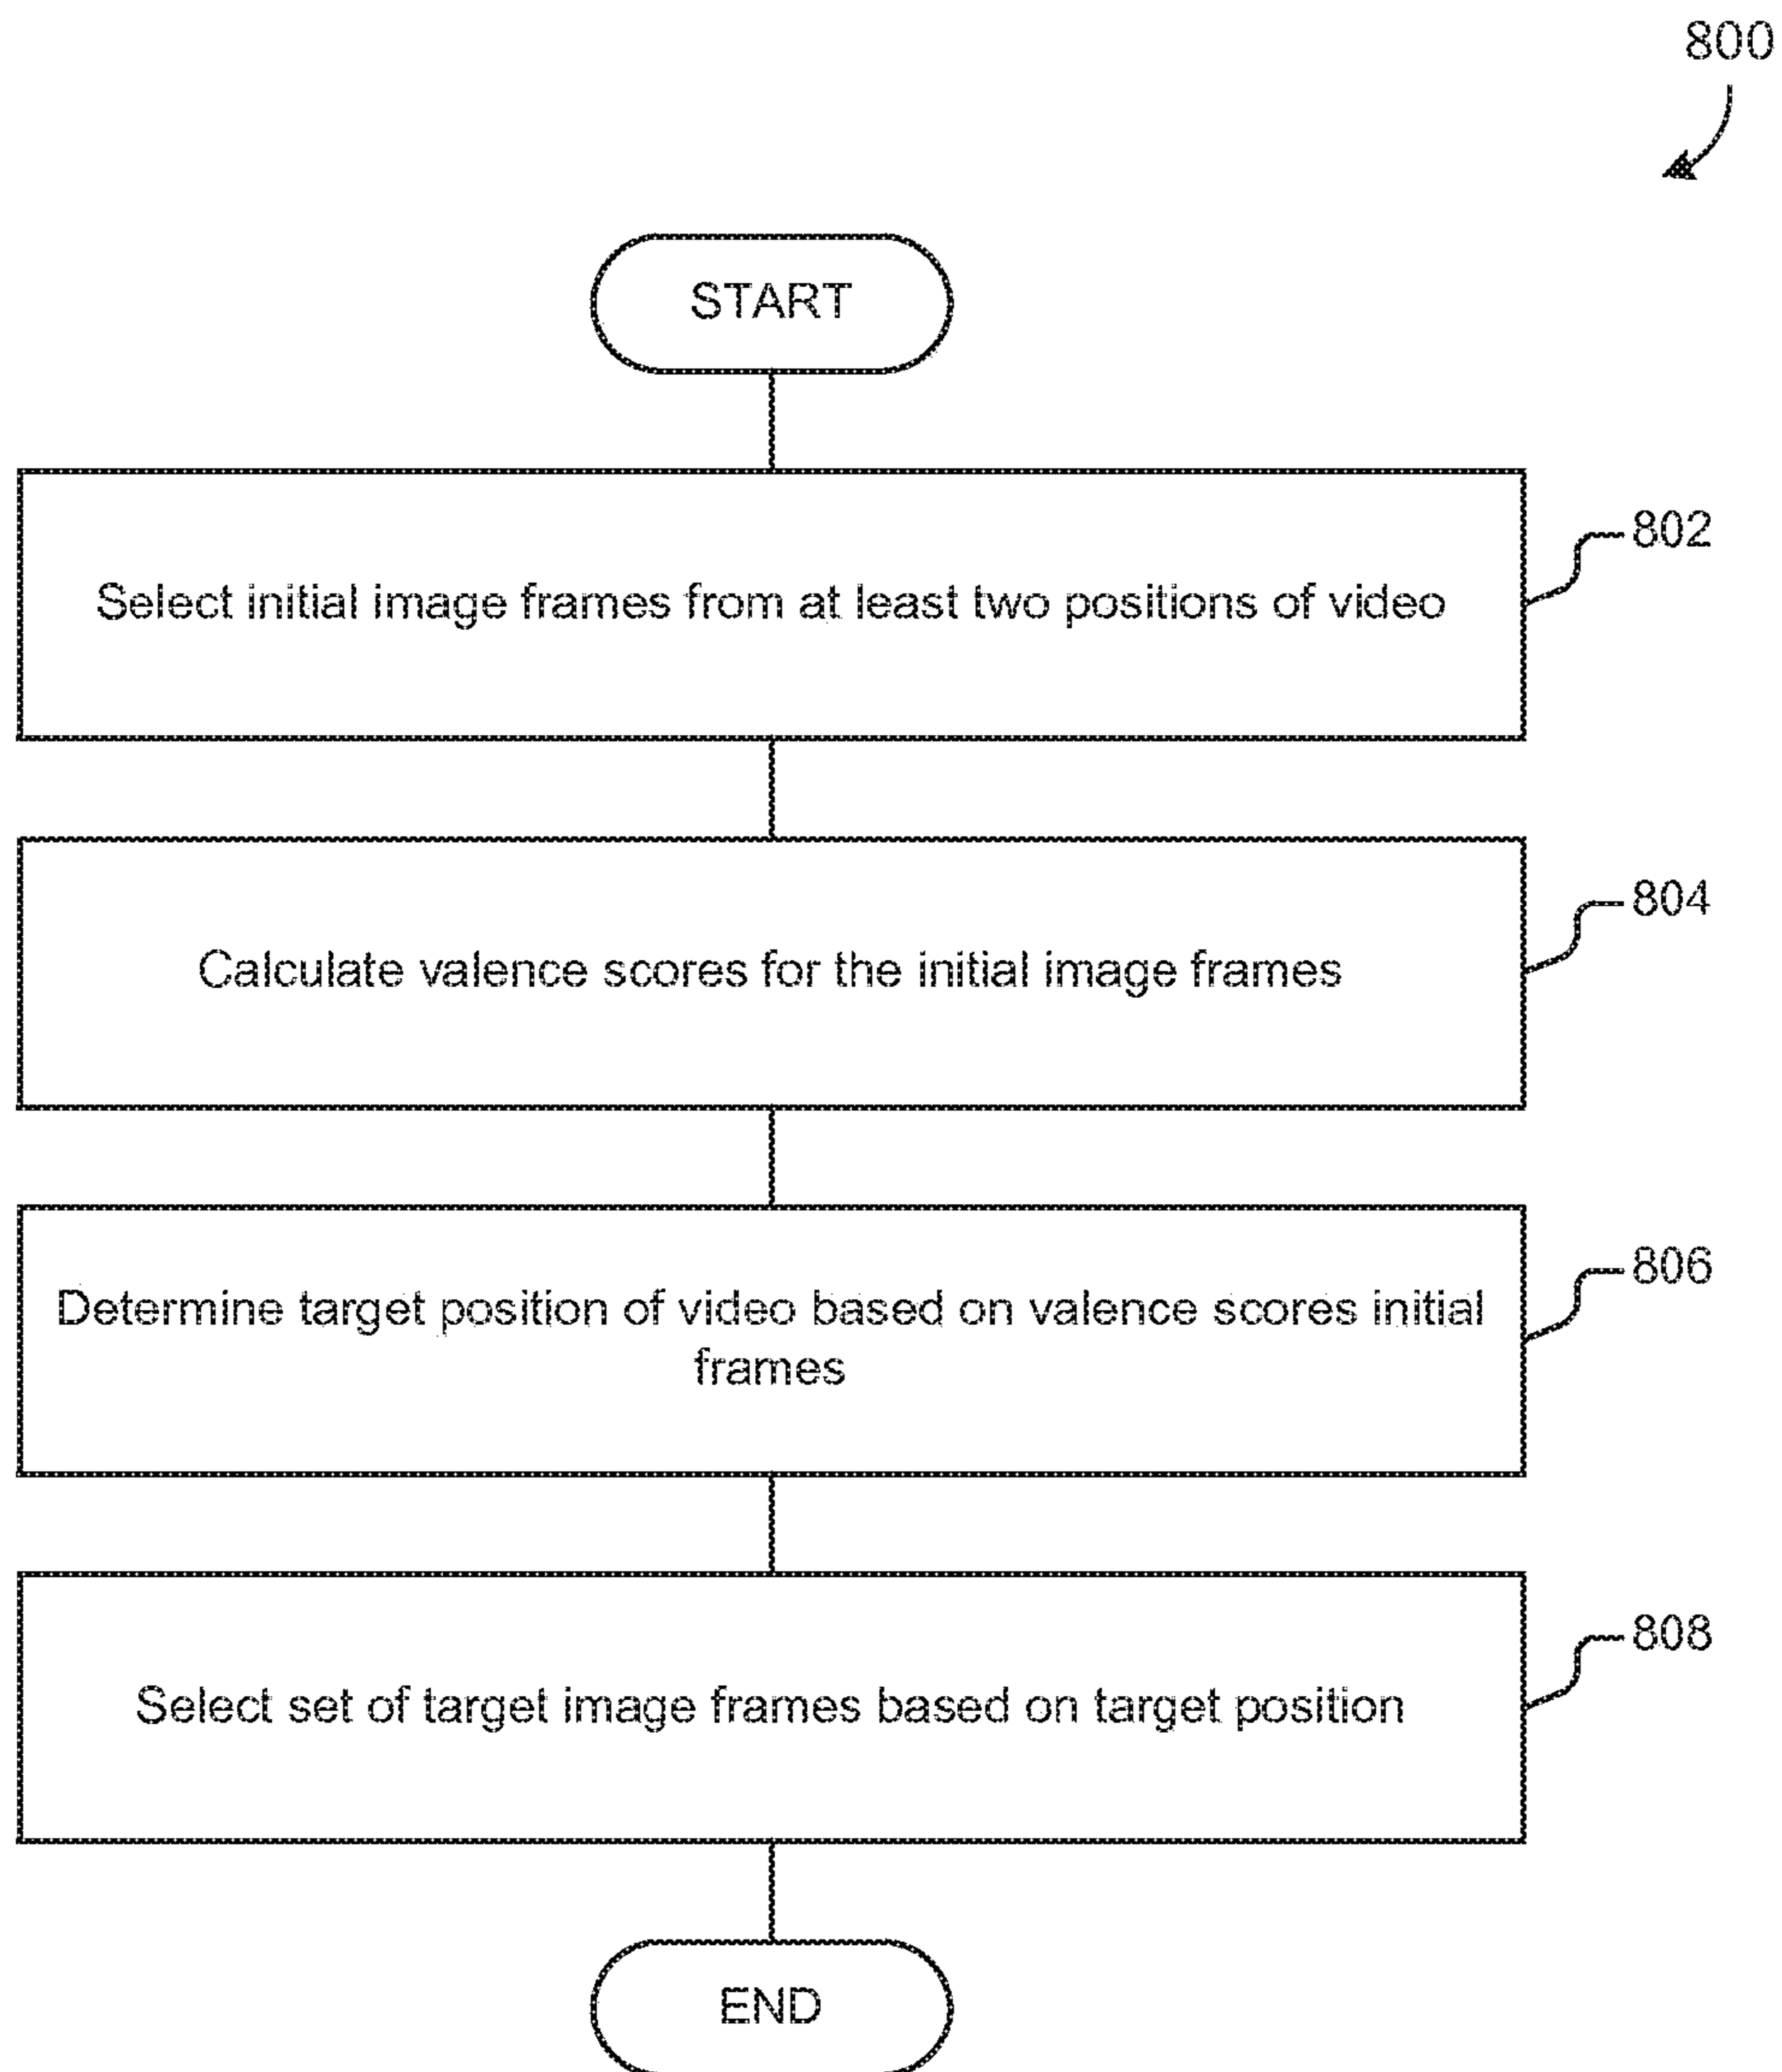 800
START
Select initial image frames from at least two positions of video
802
Calculate valence scores for the initial image frames
804
Determine target position of video based on valence scores initial
frames
806
Select set of target image frames based on target position
808
END